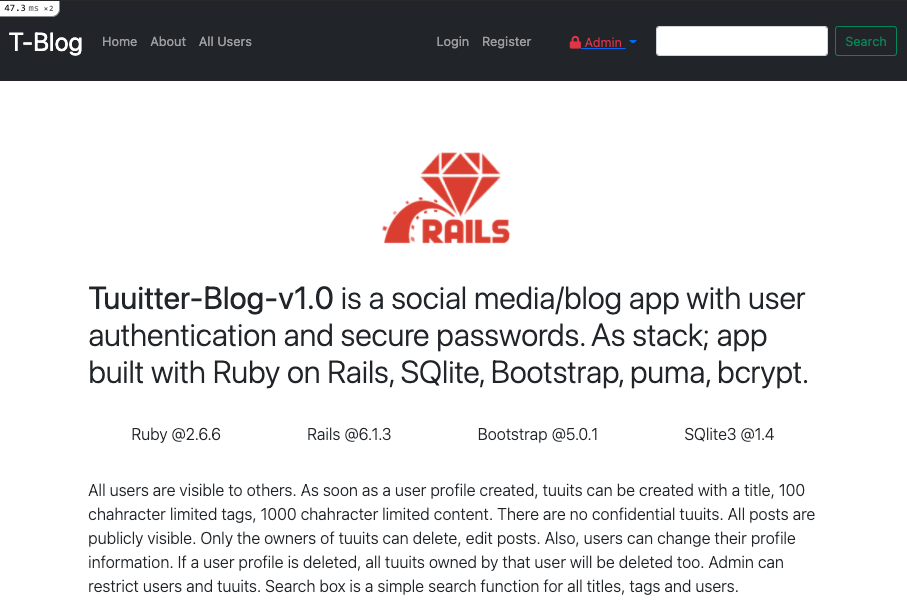 47.3 ms ×2
T-Blog Home About All Users Login Register Admin Search
RAILS
Tuuitter-Blog-v1.0 is a social media/blog app with user
authentication and secure passwords. As stack; app
built with Ruby on Rails, SQlite, Bootstrap, puma, bcrypt.
Ruby @2.6.6 Rails @6.1.3 Bootstrap @5.0.1 SQlite3 @1.4
All users are visible to others. As soon as a user profile created, tuuits can be created with a title, 100
chahracter limited tags, 1000 chahracter limited content. There are no confidential tuuits. All posts are
publicly visible. Only the owners of tuuits can delete, edit posts. Also, users can change their profile
information. If a user profile is deleted, all tuuits owned by that user will be deleted too. Admin can
restrict users and tuuits. Search box is a simple search function for all titles, tags and users.